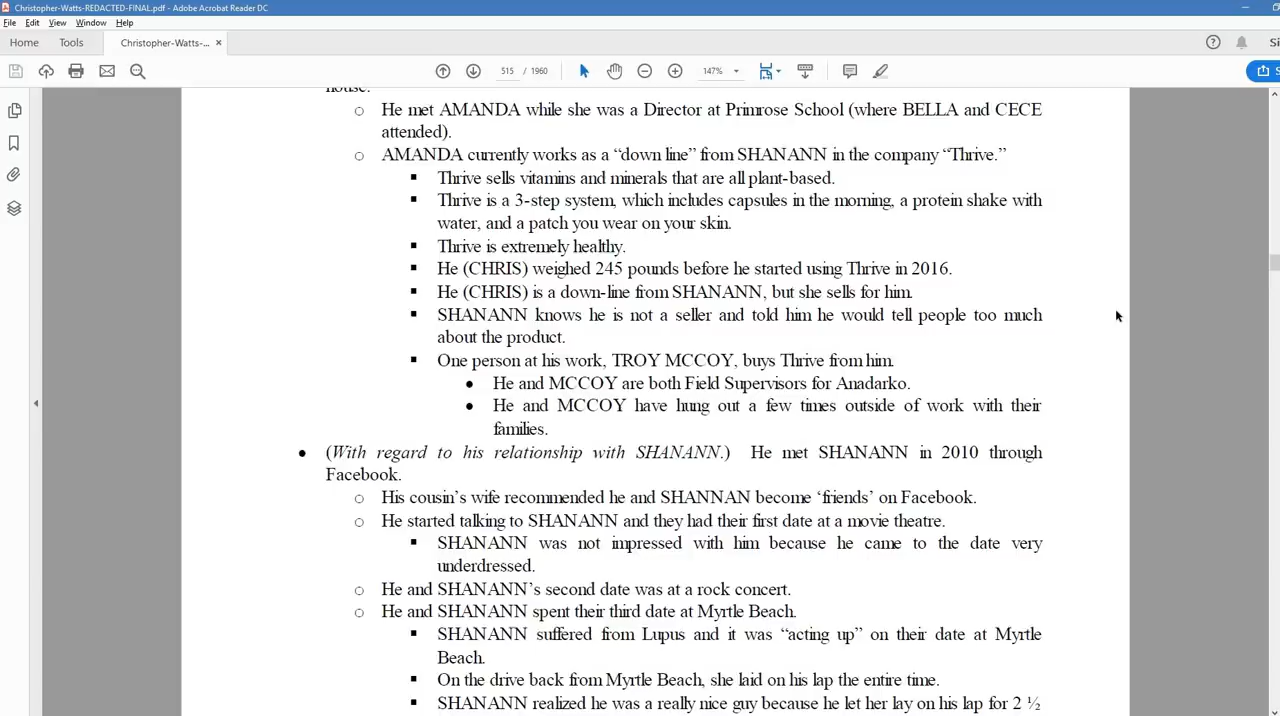 Christopher-Watts-REDACTED-FINAL.pdf - Adobe Acrobat Reader DC
File Edit View Window Help
Home Tools Christopher-Watts-... ×
515 / 1960 147%
house.
o He met AMANDA while she was a Director at Primrose School (where BELLA and CECE
attended).
o AMANDA currently works as a “down line” from SHANANN in the company “Thrive.”
▪ Thrive sells vitamins and minerals that are all plant-based.
▪ Thrive is a 3-step system, which includes capsules in the morning, a protein shake with
water, and a patch you wear on your skin.
▪ Thrive is extremely healthy.
▪ He (CHRIS) weighed 245 pounds before he started using Thrive in 2016.
▪ He (CHRIS) is a down-line from SHANANN, but she sells for him.
▪ SHANANN knows he is not a seller and told him he would tell people too much
about the product.
▪ One person at his work, TROY MCCOY, buys Thrive from him.
● He and MCCOY are both Field Supervisors for Anadarko.
● He and MCCOY have hung out a few times outside of work with their
families.
● (With regard to his relationship with SHANANN.) He met SHANANN in 2010 through
Facebook.
o His cousin’s wife recommended he and SHANNAN become ‘friends’ on Facebook.
o He started talking to SHANANN and they had their first date at a movie theatre.
▪ SHANANN was not impressed with him because he came to the date very
underdressed.
o He and SHANANN’s second date was at a rock concert.
o He and SHANANN spent their third date at Myrtle Beach.
▪ SHANANN suffered from Lupus and it was “acting up” on their date at Myrtle
Beach.
▪ On the drive back from Myrtle Beach, she laid on his lap the entire time.
▪ SHANANN realized he was a really nice guy because he let her lay on his lap for 2 ½